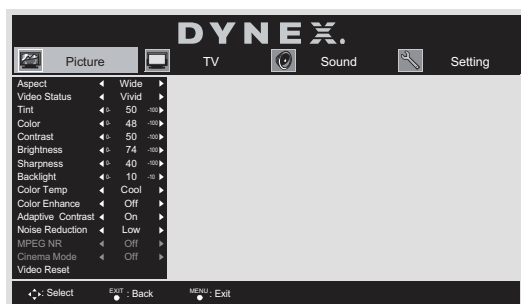 DYNEX.
Picture TV Sound Setting
Aspect Wide
Video Status Vivid
Tint 0- 50 -100
Color 0- 48 -100
Contrast 0- 50 -100
Brightness 0- 74 -100
Sharpness 0- 40 -100
Backlight 0- 10 -10
Color Temp Cool
Color Enhance Off
Adaptive Contrast On
Noise Reduction Low
MPEG NR Off
Cinema Mode Off
Video Reset
: Select EXIT : Back MENU : Exit